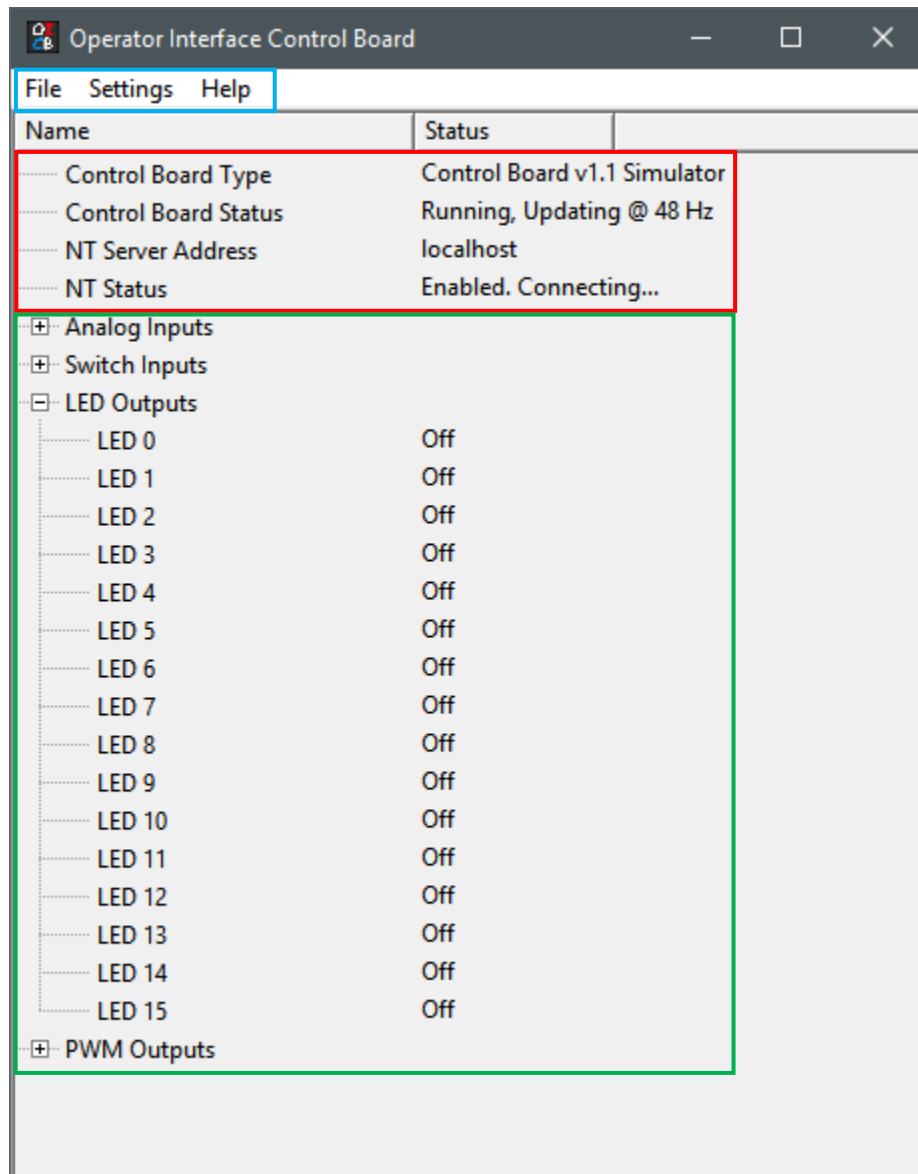 Operator Interface Control Board
File Settings Help
Name Status
Control Board Type Control Board v1.1 Simulator
Control Board Status Running, Updating @ 48 Hz
NT Server Address localhost
NT Status Enabled. Connecting...
Analog Inputs
Switch Inputs
LED Outputs
LED 0 Off
LED 1 Off
LED 2 Off
LED 3 Off
LED 4 Off
LED 5 Off
LED 6 Off
LED 7 Off
LED 8 Off
LED 9 Off
LED 10 Off
LED 11 Off
LED 12 Off
LED 13 Off
LED 14 Off
LED 15 Off
PWM Outputs